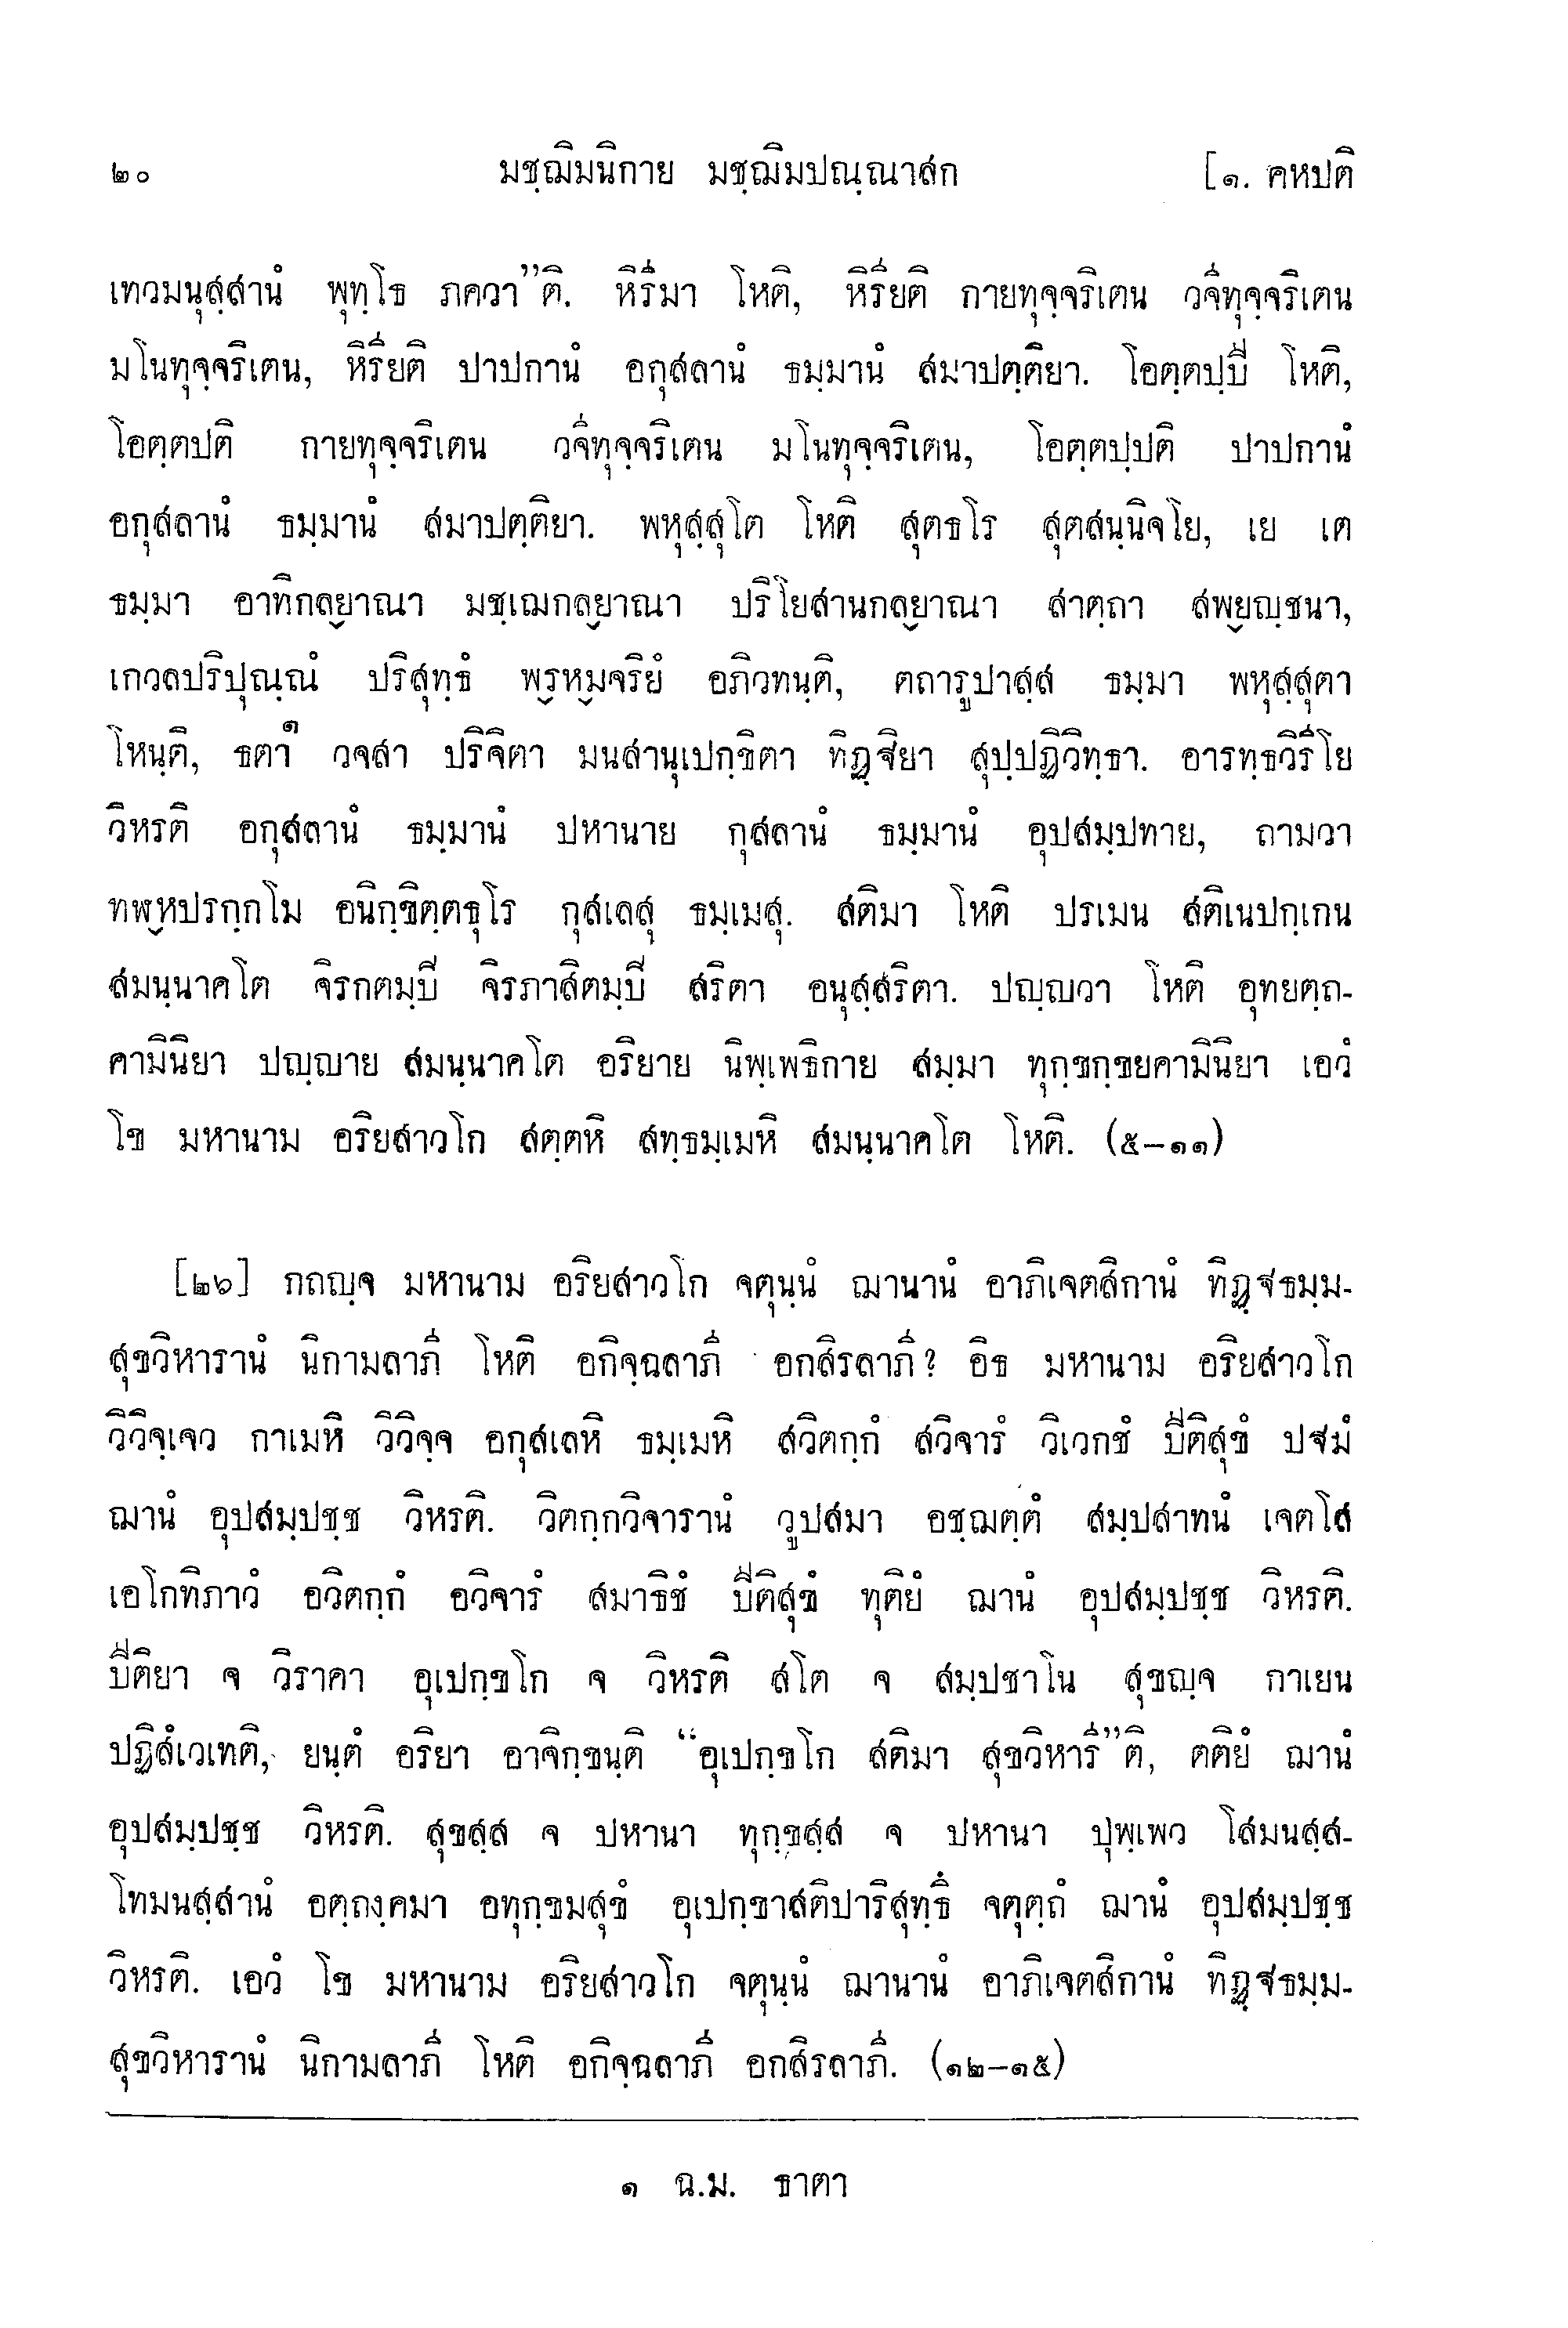 ๒๐ มชฺฌิมนิกาย มชฺฌิมปณฺณาสก [๑. คหปติ
เทวมนุสฺสานํ พุทฺโธ ภควา”ติ. หิรีมา โหติ, หิรียติ กายทุจฺจริเตน วจีทุจฺจริเตน
มโนทุจฺจริเตน, หิรียติ ปาปกานํ อกุสลานํ ธมฺมานํ สมาปตฺติยา. โอตฺตปฺปี โหติ,
โอตฺตปติ กายทุจฺจริเตน วจีทุจฺจริเตน มโนทุจฺจริเตน, โอตฺตปฺปติ ปาปกานํ
อกุสลานํ ธมฺมานํ สมาปตฺติยา. พหุสฺสุโต โหติ สุตธโร สุตสนฺนิจโย, เย เต
ธมฺมา อาทิกลฺยาณา มชฺเฌกลฺยาณา ปริโยสานกลฺยาณา สาตฺถา สพฺยญฺชนา,
เกวลปริปุณฺณํ ปริสุทฺธํ พฺรหฺมจริยํ อภิวทนฺติ, ตถารูปาสฺส ธมฺมา พหุสฺสุตา
โหนฺติ, ธตา๑ วจสา ปริจิตา มนสานุเปกฺขิตา ทิฏฺฐิยา สุปฺปฏิวิทฺธา. อารทฺธวิริโย
วิหรติ อกุสลานํ ธมฺมานํ ปหานาย กุสลานํ ธมฺมานํ อุปสมฺปทาย, ถามวา
ทฬฺหปรกฺกโม อนิกฺขิตฺตธุโร กุสเลสุ ธมฺเมสุ. สติมา โหติ ปรเมน สติเนปกฺเกน
สมนฺนาคโต จิรกตมฺปิ จิรภาสิตมฺปิ สริตา อนุสฺสริตา. ปญฺญวา โหติ อุทยตฺถ-
คามินิยา ปญฺญาย สมนฺนาคโต อริยาย นิพฺเพธิกาย สมฺมา ทุกฺขกฺขยคามินิยา เอวํ
โข มหานาม อริยสาวโก สตฺตหิ สทฺธมฺเมหิ สมนฺนาคโต โหติ. (๕–๑๑)
[๒๖] กถญฺจ มหานาม อริยสาวโก จตุนฺนํ ฌานานํ อาภิเจตสิกานํ ทิฏฺฐธมฺม-
สุขวิหารานํ นิกามลาภี โหติ อกิจฺฉลาภี อกสิรลาภี? อิธ มหานาม อริยสาวโก
วิวิจฺเจว กาเมหิ วิวิจฺจ อกุสเลหิ ธมฺเมหิ สวิตกฺกํ สวิจารํ วิเวกชํ ปีติสุขํ ปฐมํ
ฌานํ อุปสมฺปชฺช วิหรติ. วิตกฺกวิจารานํ วูปสมา อชฺฌตฺตํ สมฺปสาทนํ เจตโส
เอโกทิภาวํ อวิตกฺกํ อวิจารํ สมาธิชํ ปีติสุขํ ทุติยํ ฌานํ อุปสมฺปชฺช วิหรติ.
ปีติยา จ วิราคา อุเปกฺขโก จ วิหรติ สโต จ สมฺปชาโน สุขญฺจ กาเยน
ปฏิสํเวเทติ, ยนฺตํ อริยา อาจิกฺขนฺติ “อุเปกฺขโก สติมา สุขวิหารี”ติ, ตติยํ ฌานํ
อุปสมฺปชฺช วิหรติ. สุขสฺส จ ปหานา ทุกฺขสฺส จ ปหานา ปุพฺเพว โสมนสฺส-
โทมนสฺสานํ อตฺถงฺคมา อทุกฺขมสุขํ อุเปกฺขาสติปาริสุทฺธึ จตุตฺถํ ฌานํ อุปสมฺปชฺช
วิหรติ. เอวํ โข มหานาม อริยสาวโก จตุนฺนํ ฌานานํ อาภิเจตสิกานํ ทิฏฺฐธมฺม-
สุขวิหารานํ นิกามลาภี โหติ อกิจฺฉลาภี อกสิรลาภี. (๑๒–๑๕)
๑ ฉ.ม. ธาตา